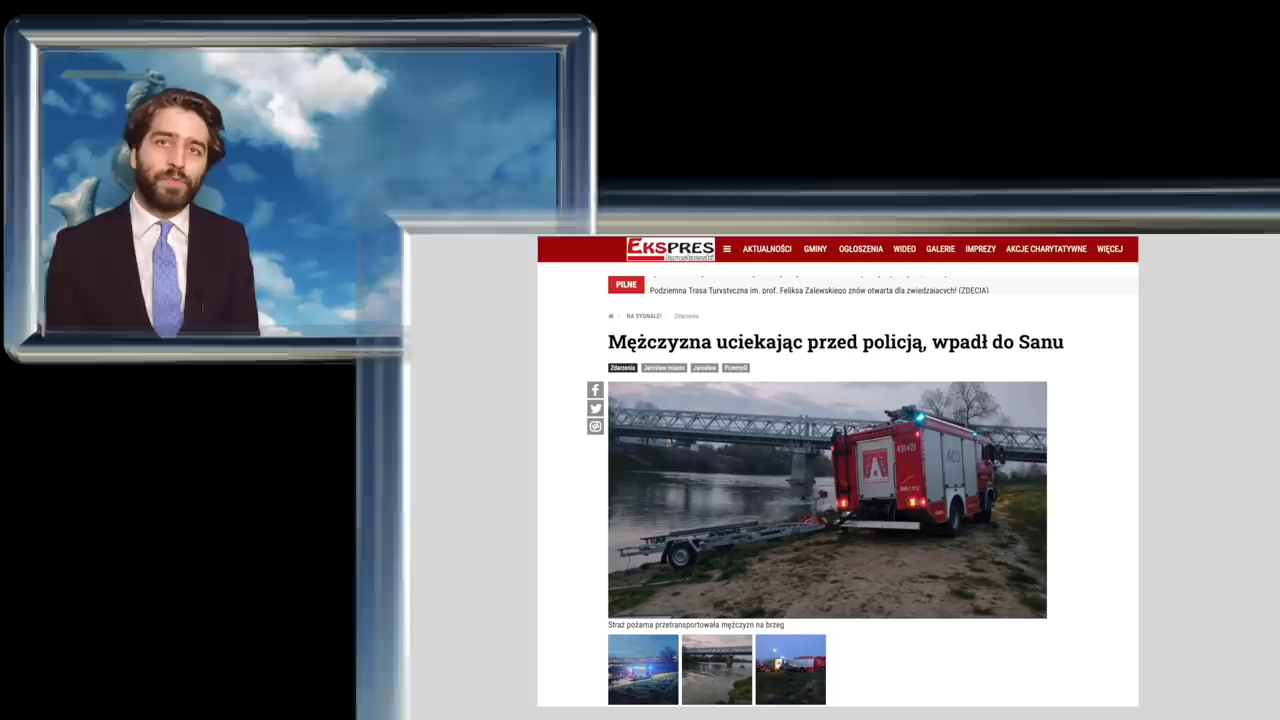 EKSPRES
Jarosławski
AKTUALNOŚCI GMINY OGŁOSZENIA WIDEO GALERIE IMPREZY AKCJE CHARYTATYWNE WIĘCEJ
PILNE
Podziemna Trasa Turystyczna im. prof. Feliksa Zalewskiego znów otwarta dla zwiedzających! (ZDJĘCIA)
NA SYGNALE! Zdarzenia
Mężczyzna uciekając przed policją, wpadł do Sanu
Zdarzenia Jarosław miasto Jarosław Przemyśl
Straż pożarna przetransportowała mężczyzn na brzeg